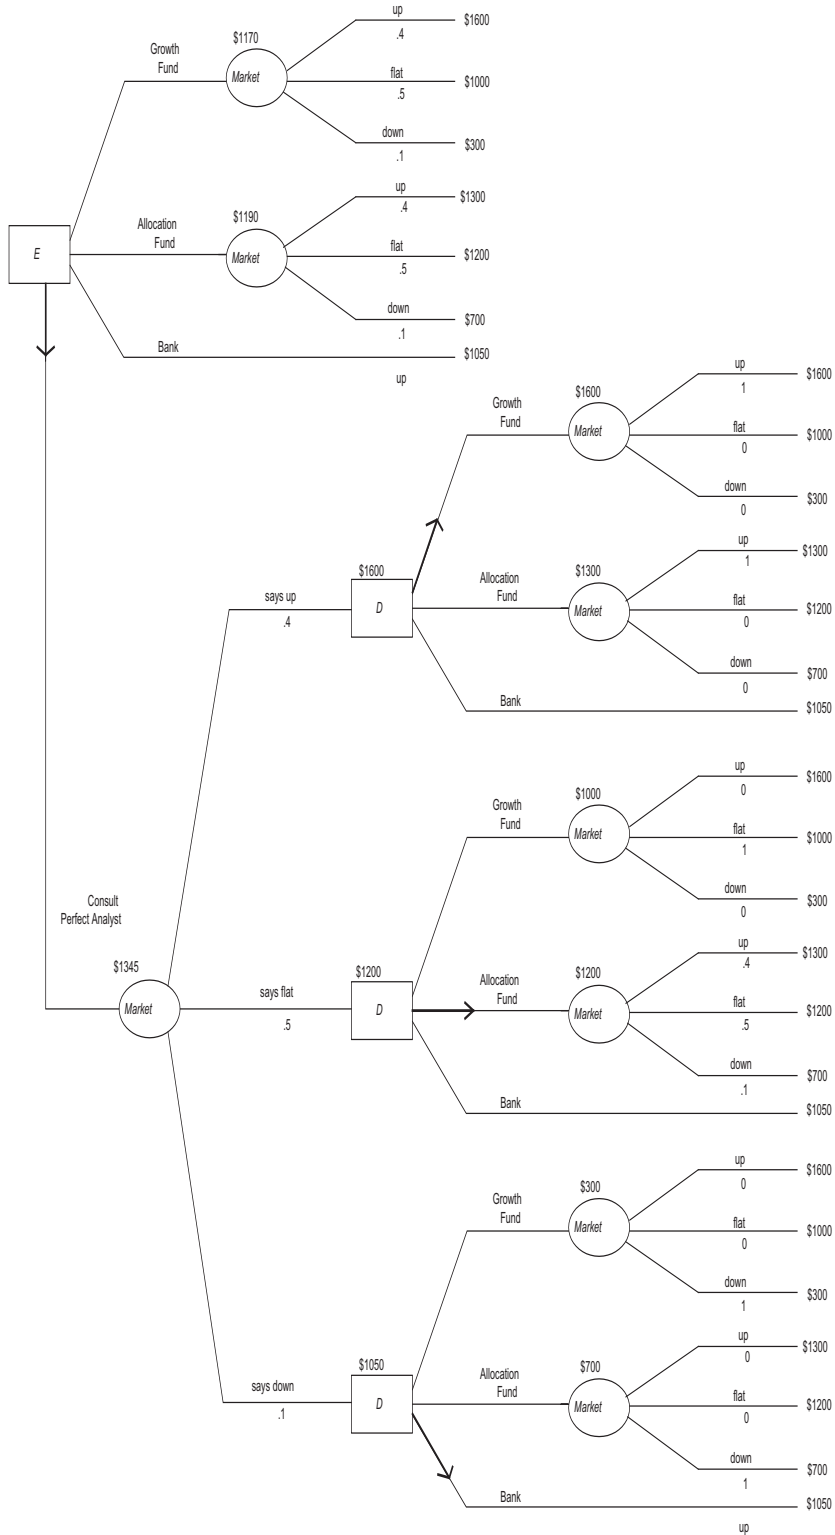 up
$1600
.4
$1170
Growth
Fund
Market
flat
$1000
.5
down
$300
.1
up
$1300
.4
$1190
Allocation
Fund
E
Market
flat
$1200
.5
down
$700
.1
Bank
$1050
up
up
$1600
1
$1600
Growth
Fund
Market
flat
$1000
0
down
$300
0
up
$1300
1
$1600
$1300
Allocation
Fund
says up
.4
D
Market
flat
$1200
0
down
$700
0
Bank
$1050
up
$1600
0
$1000
Growth
Fund
Market
flat
$1000
1
down
$300
0
Consult
Perfect Analyst
up
$1300
.4
$1345
$1200
$1200
Allocation
Fund
Market
says flat
.5
D
Market
flat
$1200
.5
down
$700
.1
Bank
$1050
up
$1600
0
$300
Growth
Fund
Market
flat
$1000
0
down
$300
1
up
$1300
0
$1050
$700
Allocation
Fund
says down
.1
D
Market
flat
$1200
0
down
$700
1
Bank
$1050
up